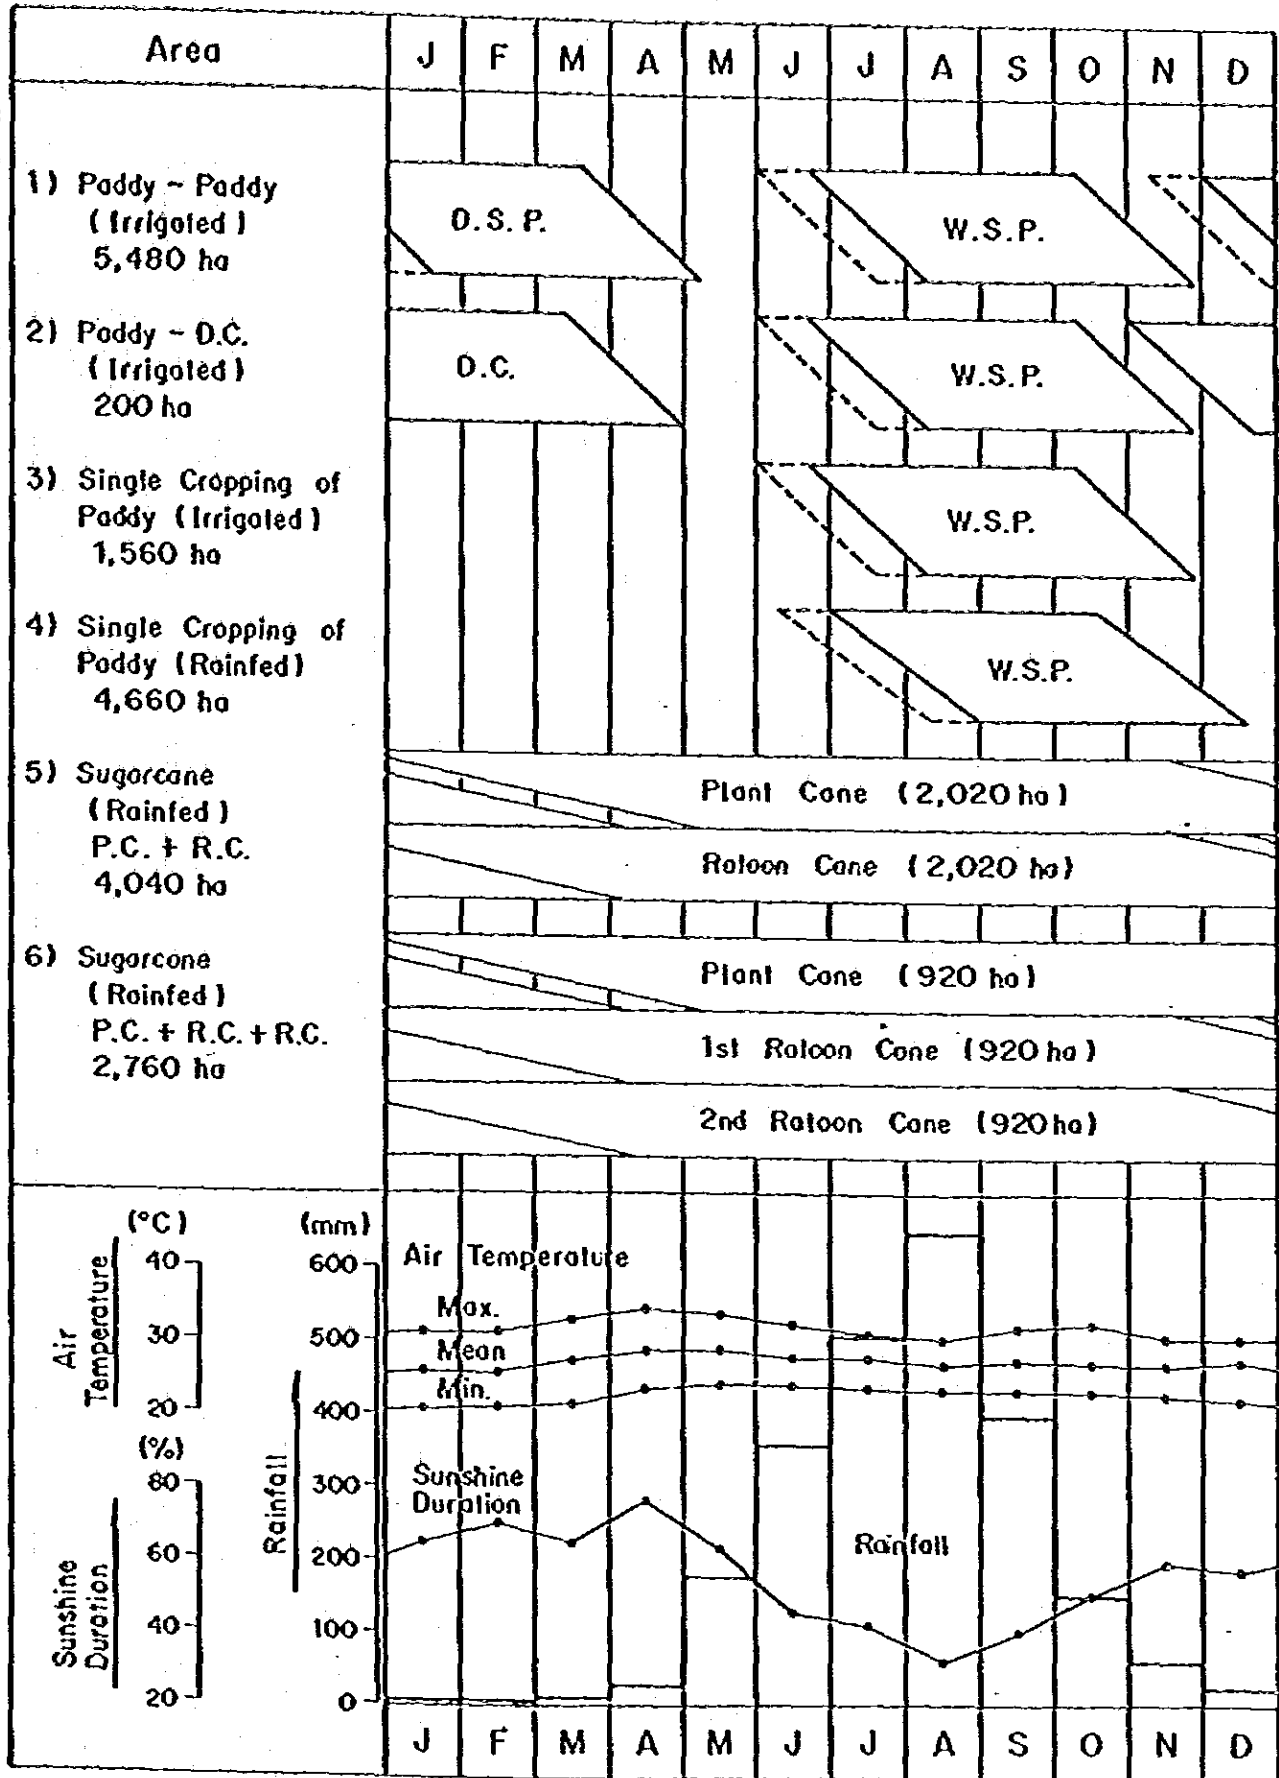 Area J F M A M J J A S O N D
1) Paddy ~ Paddy
(Irrigated)
5,480 ha
D.S.P. W.S.P.
2) Paddy ~ D.C.
(Irrigated)
200 ha
D.C. W.S.P.
3) Single Cropping of
Paddy (Irrigated)
1,560 ha
W.S.P.
4) Single Cropping of
Paddy (Rainfed)
4,660 ha
W.S.P.
5) Sugarcane
(Rainfed)
P.C. + R.C.
4,040 ha
Plant Cane (2,020 ha)
Ratoon Cane (2,020 ha)
6) Sugarcane
(Rainfed)
P.C. + R.C. + R.C.
2,760 ha
Plant Cane (920 ha)
1st Ratoon Cane (920 ha)
2nd Ratoon Cane (920 ha)
(°C) (mm)
Air Temperature
40 600
Max.
30 500
Mean
Min.
20 400
Air
Temperature
(%)
80 300
Sunshine
Duration
60 200
Rainfall
Rainfall
40 100
20 0
Sunshine
Duration
J F M A M J J A S O N D